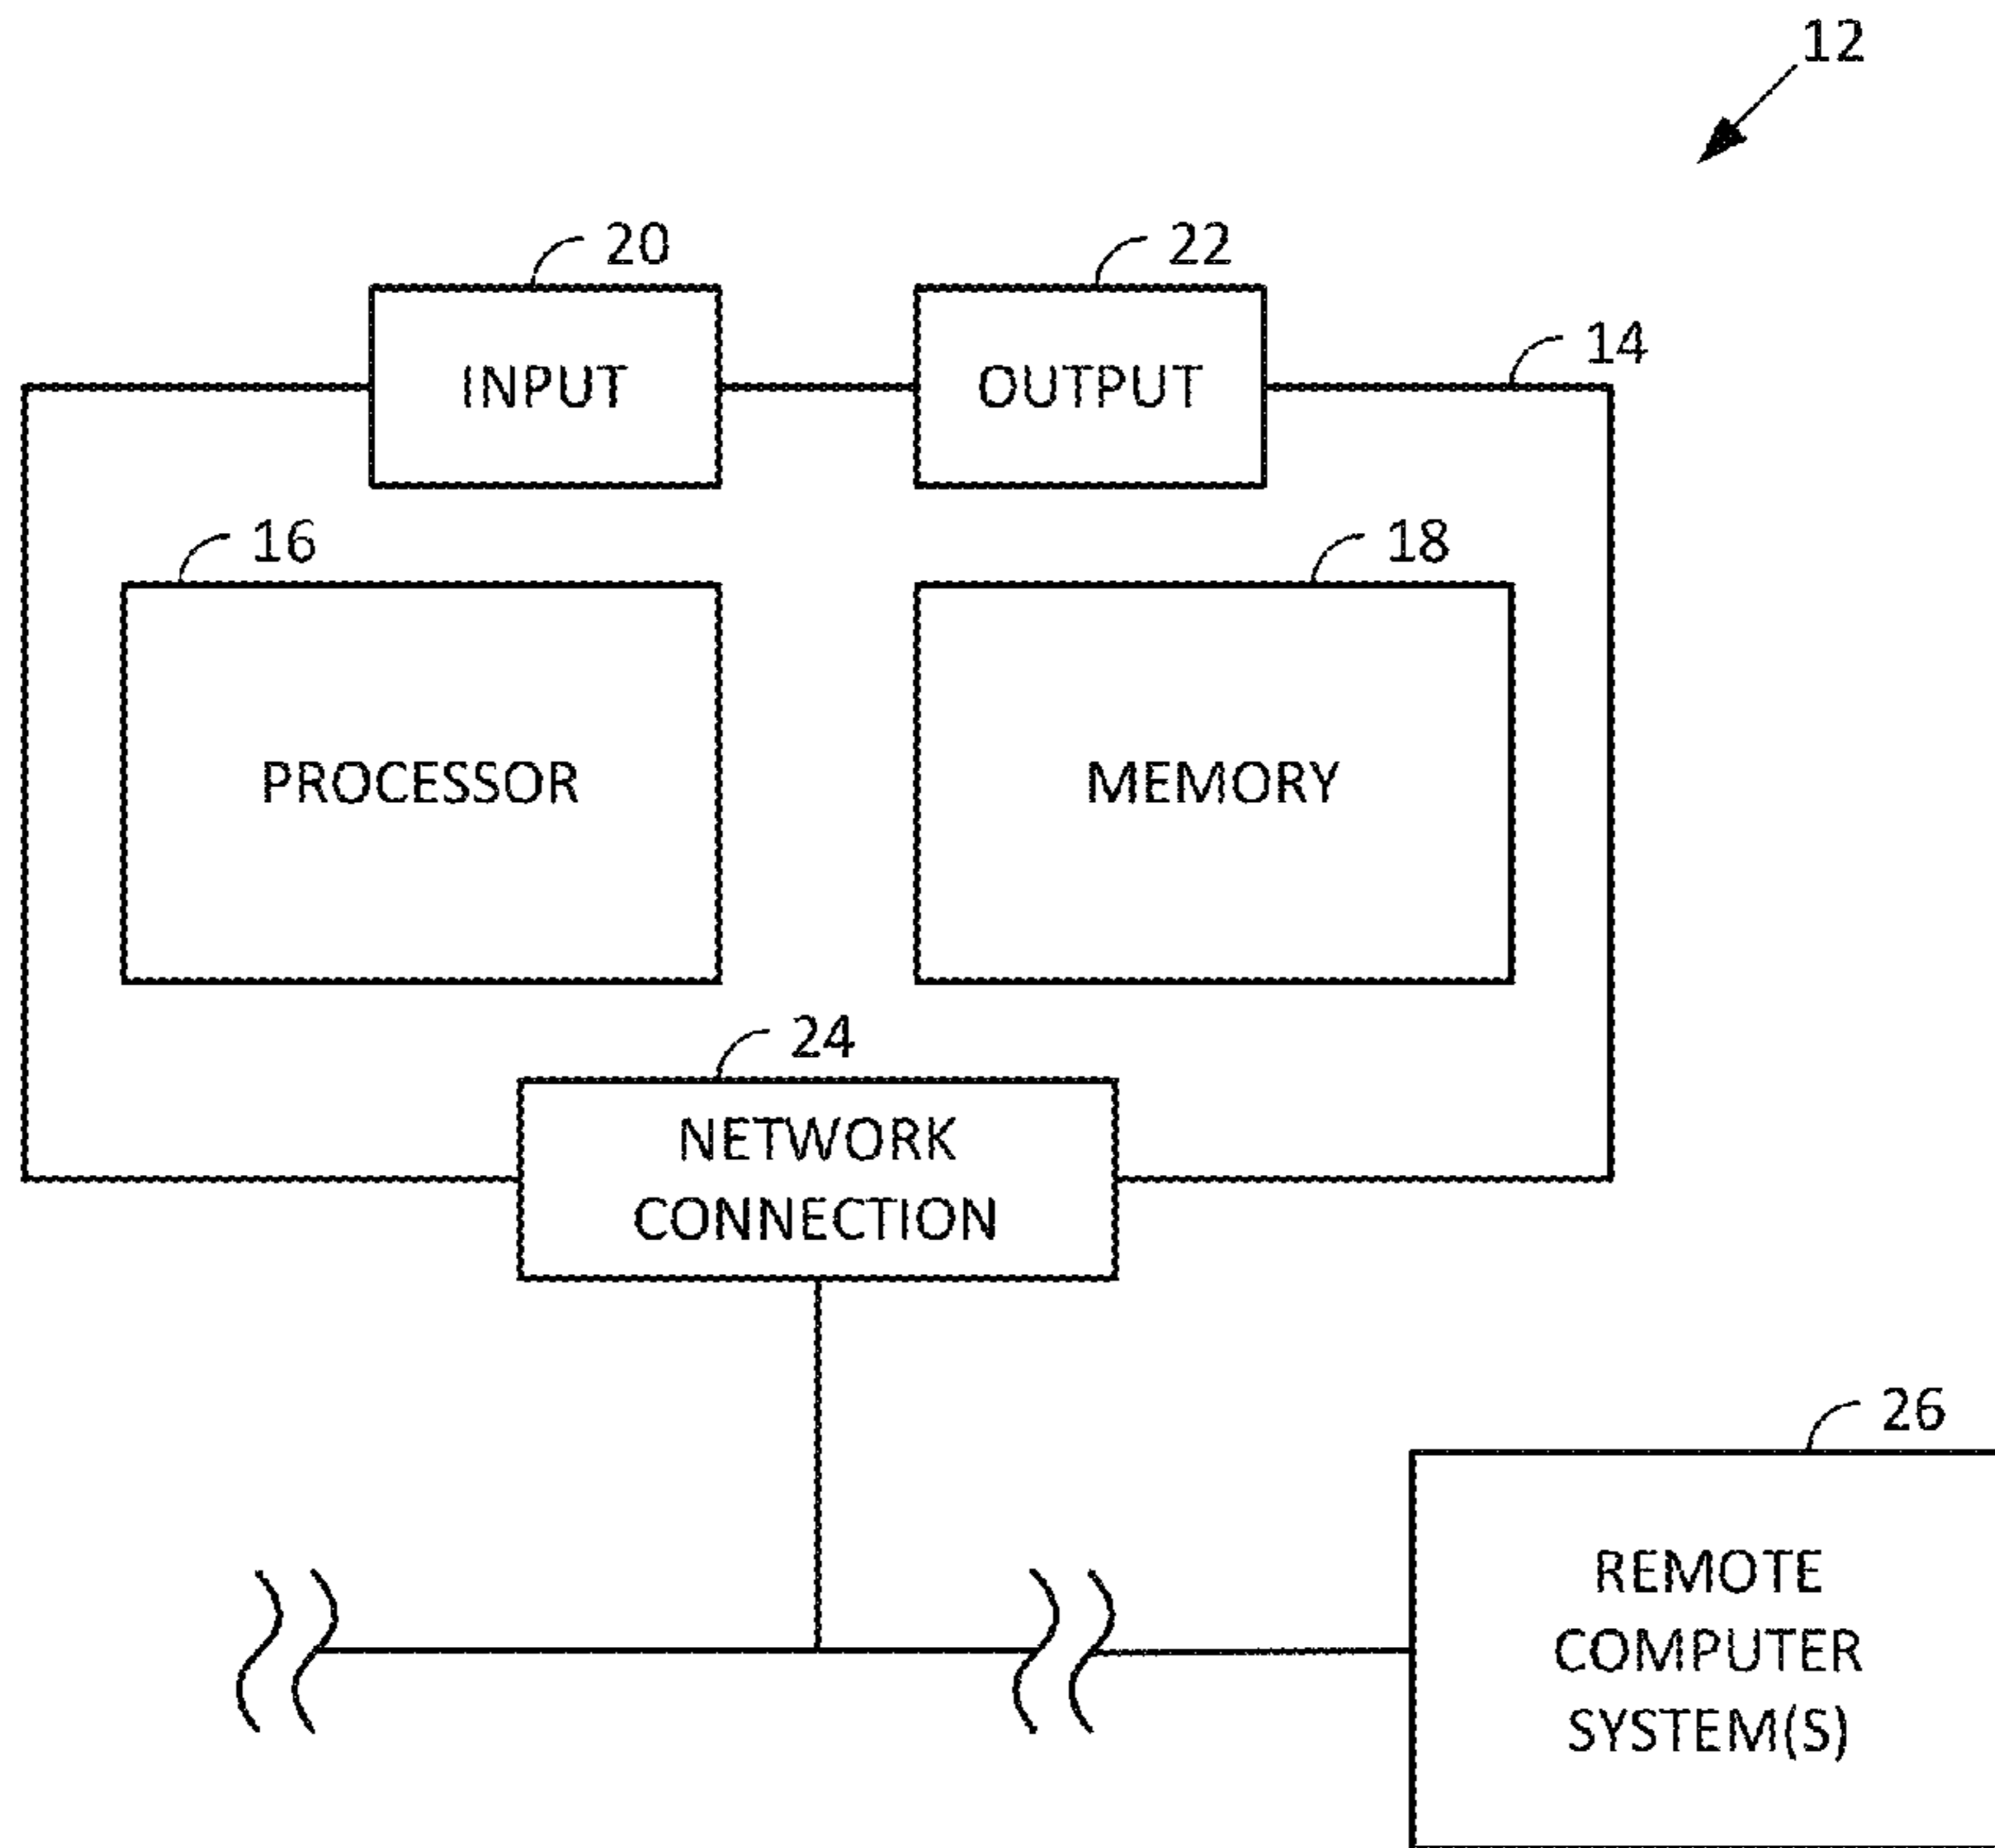 12
20
22
INPUT
OUTPUT
14
16
18
PROCESSOR
MEMORY
24
NETWORK
CONNECTION
26
REMOTE
COMPUTER
SYSTEM(S)